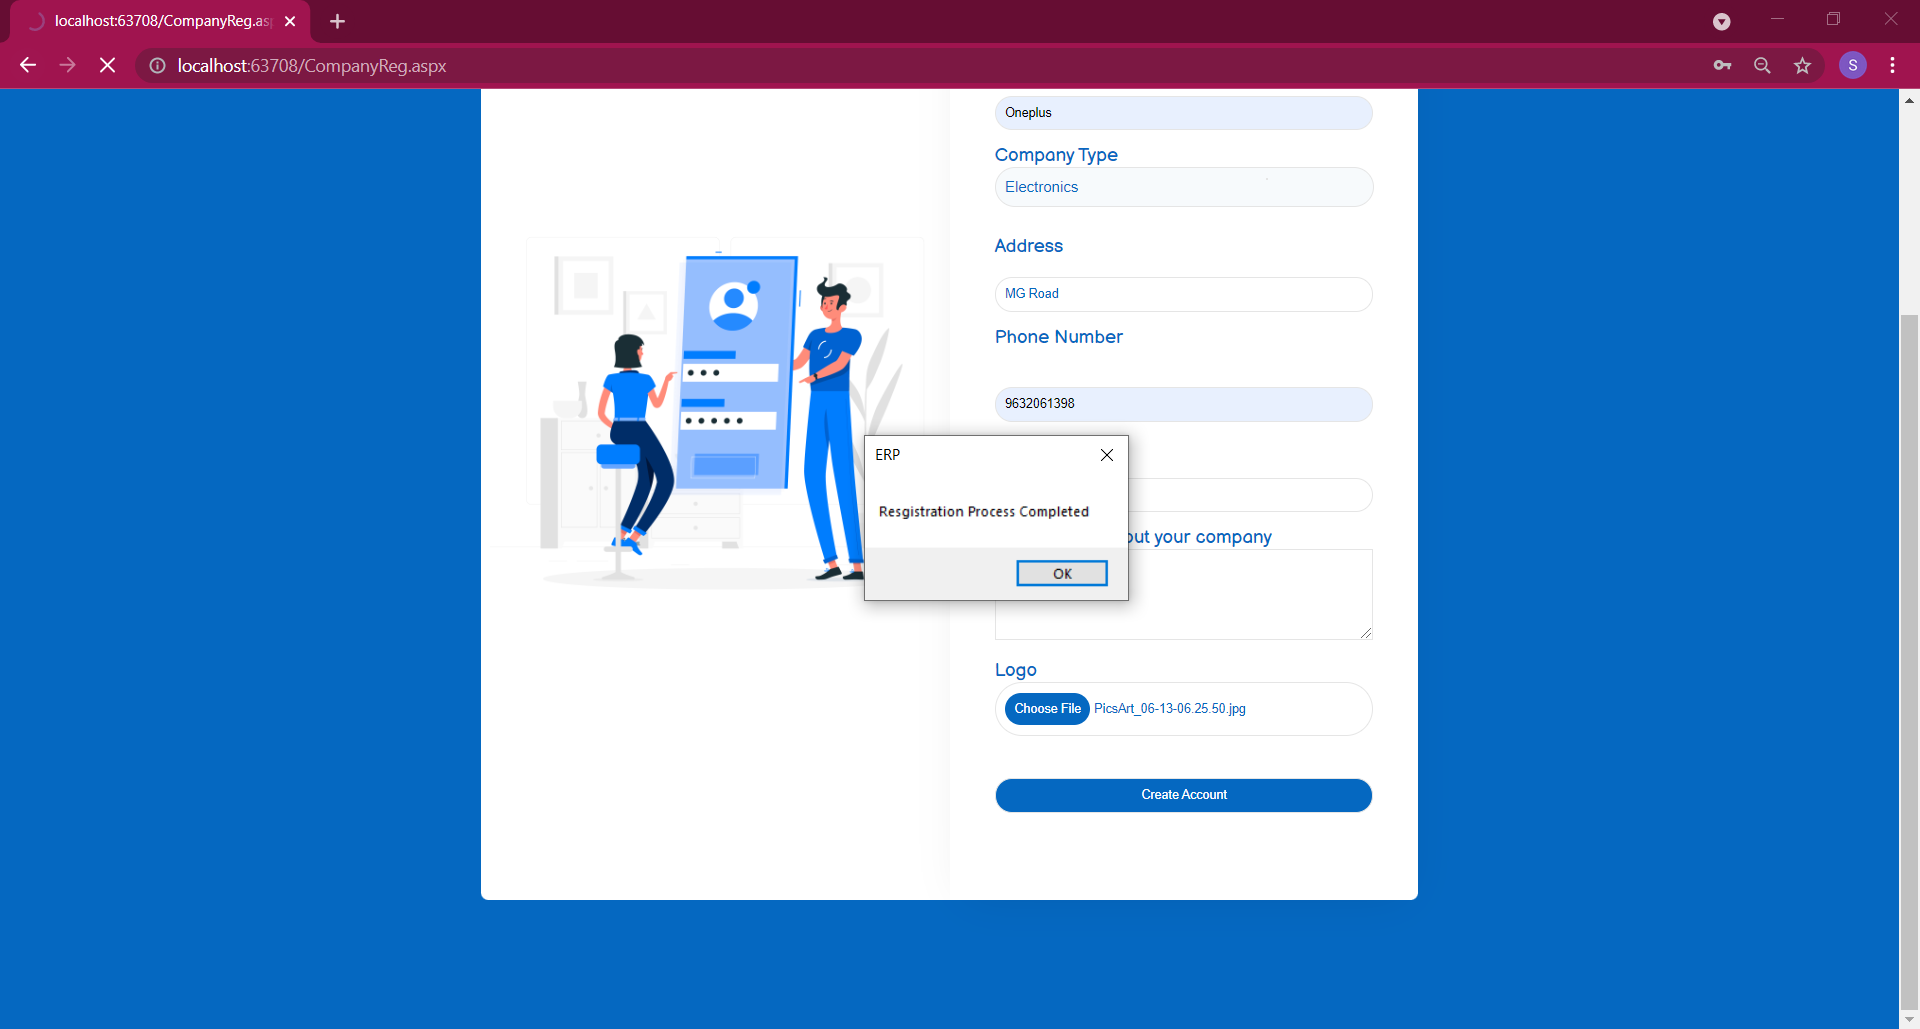 localhost:63708/CompanyReg.as
localhost:63708/CompanyReg.aspx
S
Oneplus
Company Type
Electronics
Address
MG Road
Phone Number
9632061398
ERP
Resgistration Process Completed
OK
your company
Logo
Choose File PicsArt_06-13-06.25.50.jpg
Create Account